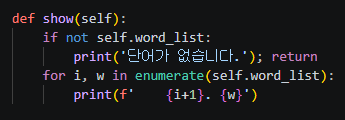 def show(self):
    if not self.word_list:
        print('단어가 없습니다.'); return
    for i, w in enumerate(self.word_list):
        print(f'    {i+1}. {w}')